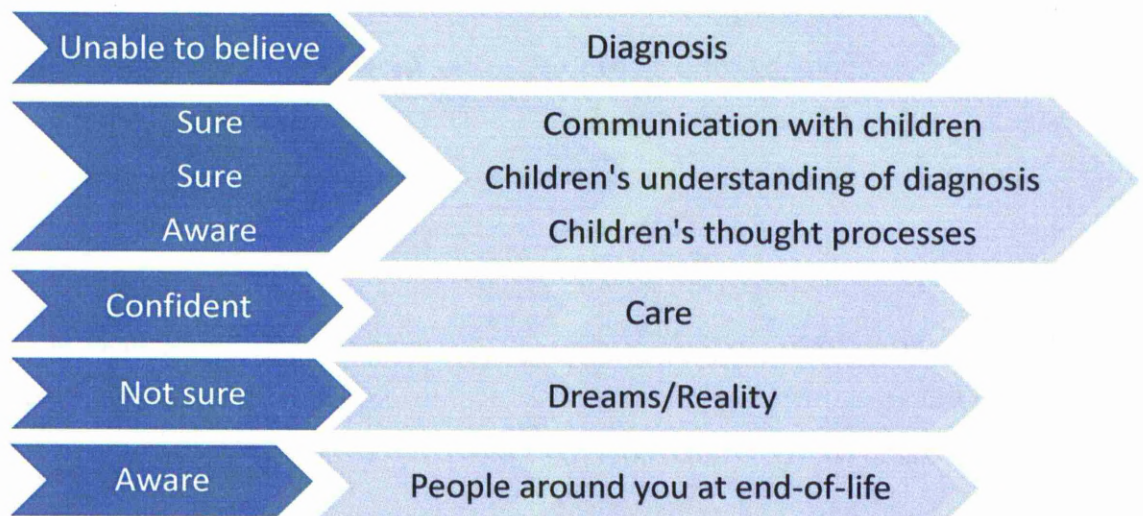 Unable to believe
Diagnosis
Sure
Communication with children
Sure
Children's understanding of diagnosis
Aware
Children's thought processes
Confident
Care
Not sure
Dreams/Reality
Aware
People around you at end-of-life